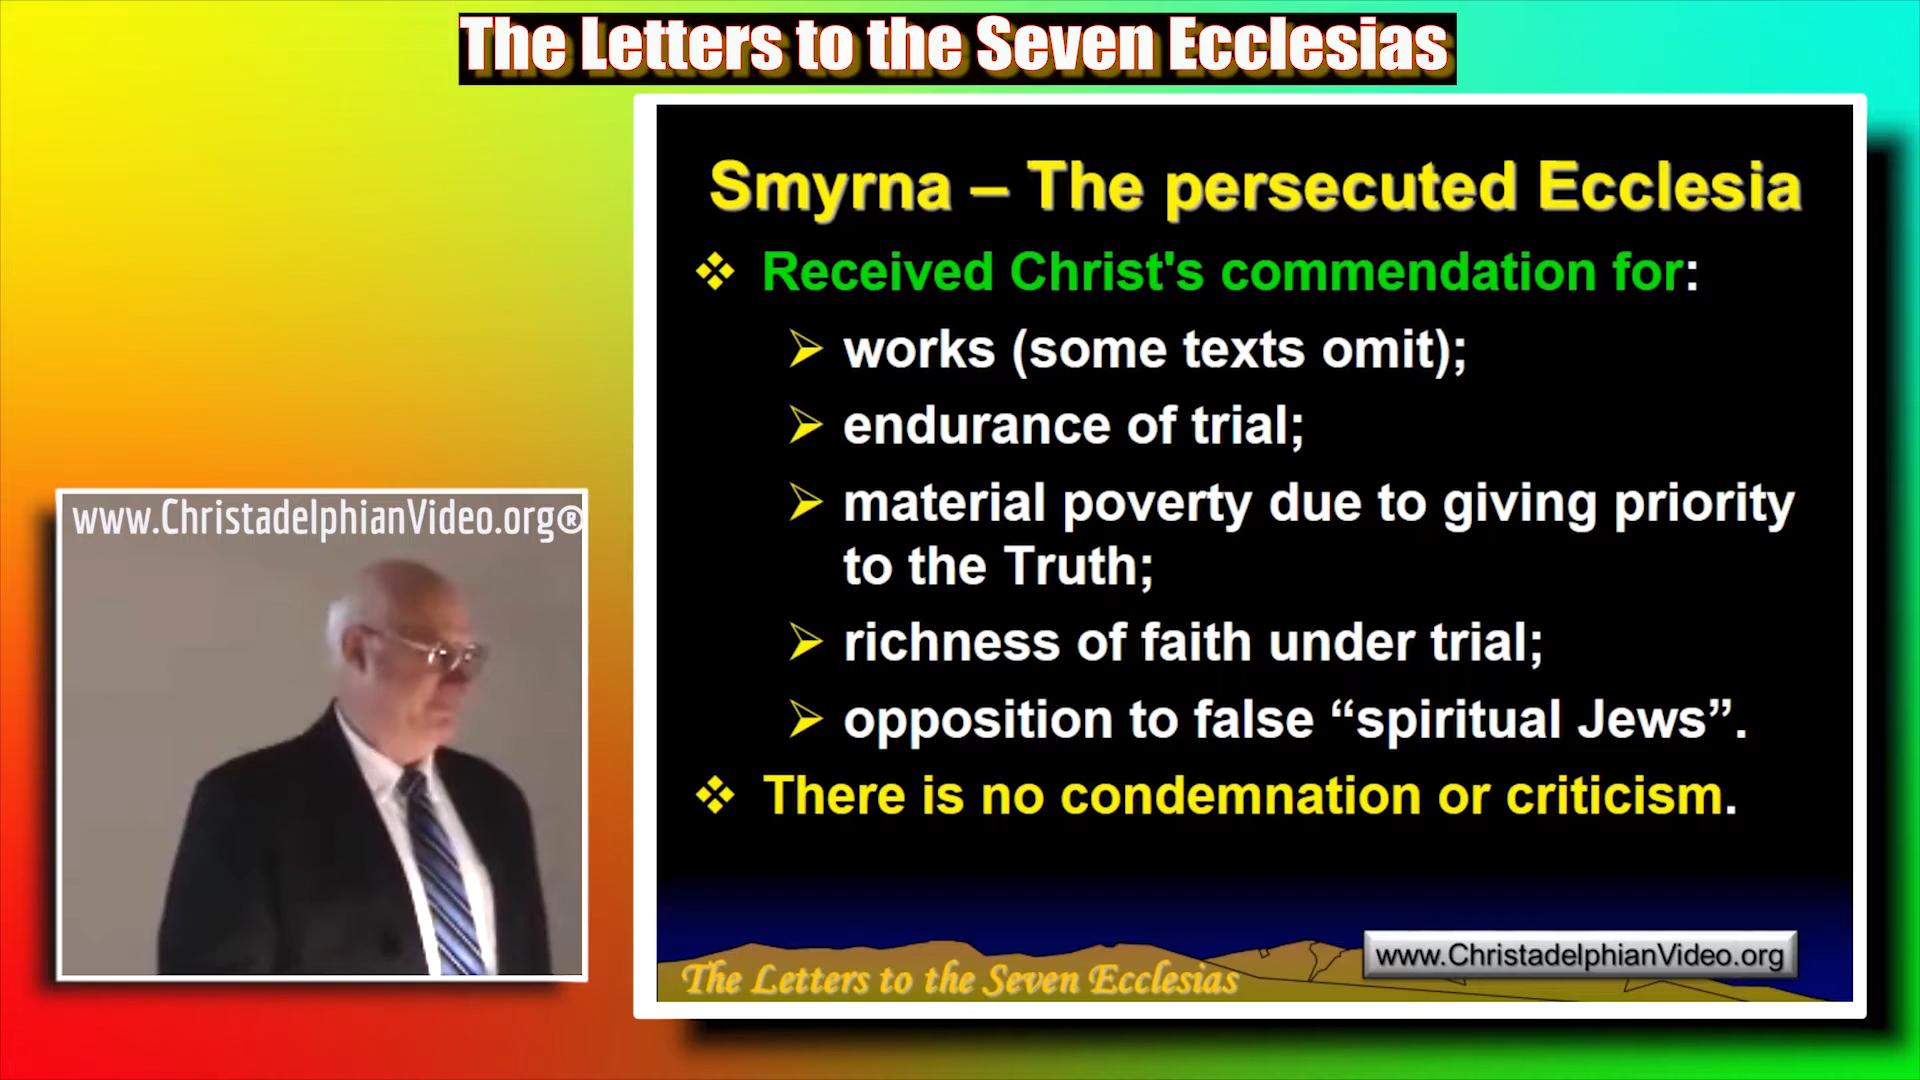 The Letters to the Seven Ecclesias
Smyrna – The persecuted Ecclesia
Received Christ's commendation for:
works (some texts omit);
endurance of trial;
material poverty due to giving priority
to the Truth;
richness of faith under trial;
opposition to false “spiritual Jews”.
There is no condemnation or criticism.
The Letters to the Seven Ecclesias
www.ChristadelphianVideo.org
www.ChristadelphianVideo.org®